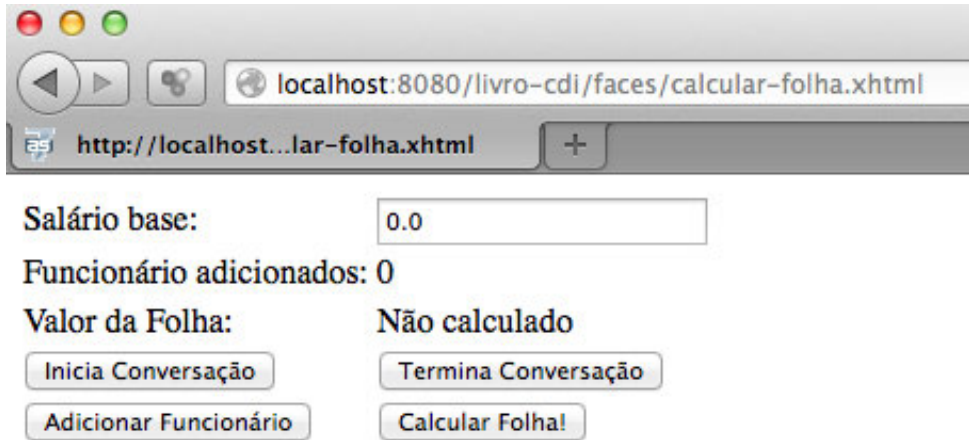 localhost:8080/livro-cdi/faces/calcular-folha.xhtml
http://localhost...lar-folha.xhtml
Salário base: 0.0
Funcionário adicionados: 0
Valor da Folha: Não calculado
Inicia Conversação Termina Conversação
Adicionar Funcionário Calcular Folha!